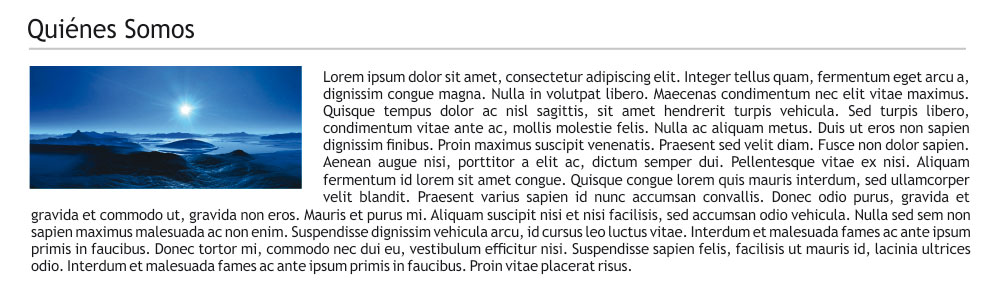 Quiénes Somos
Lorem ipsum dolor sit amet, consectetur adipiscing elit. Integer tellus quam, fermentum eget arcu a,
dignissim congue magna. Nulla in volutpat libero. Maecenas condimentum nec elit vitae maximus.
Quisque tempus dolor ac nisl sagittis, sit amet hendrerit turpis vehicula. Sed turpis libero,
condimentum vitae ante ac, mollis molestie felis. Nulla ac aliquam metus. Duis ut eros non sapien
dignissim finibus. Proin maximus suscipit venenatis. Praesent sed velit diam. Fusce non dolor sapien.
Aenean augue nisi, porttitor a elit ac, dictum semper dui. Pellentesque vitae ex nisi. Aliquam
fermentum id lorem sit amet congue. Quisque congue lorem quis mauris interdum, sed ullamcorper
velit blandit. Praesent varius sapien id nunc accumsan convallis. Donec odio purus, gravida et
gravida et commodo ut, gravida non eros. Mauris et purus mi. Aliquam suscipit nisi et nisi facilisis, sed accumsan odio vehicula. Nulla sed sem non
sapien maximus malesuada ac non enim. Suspendisse dignissim vehicula arcu, id cursus leo luctus vitae. Interdum et malesuada fames ac ante ipsum
primis in faucibus. Donec tortor mi, commodo nec dui eu, vestibulum efficitur nisi. Suspendisse sapien felis, facilisis ut mauris id, lacinia ultrices
odio. Interdum et malesuada fames ac ante ipsum primis in faucibus. Proin vitae placerat risus.